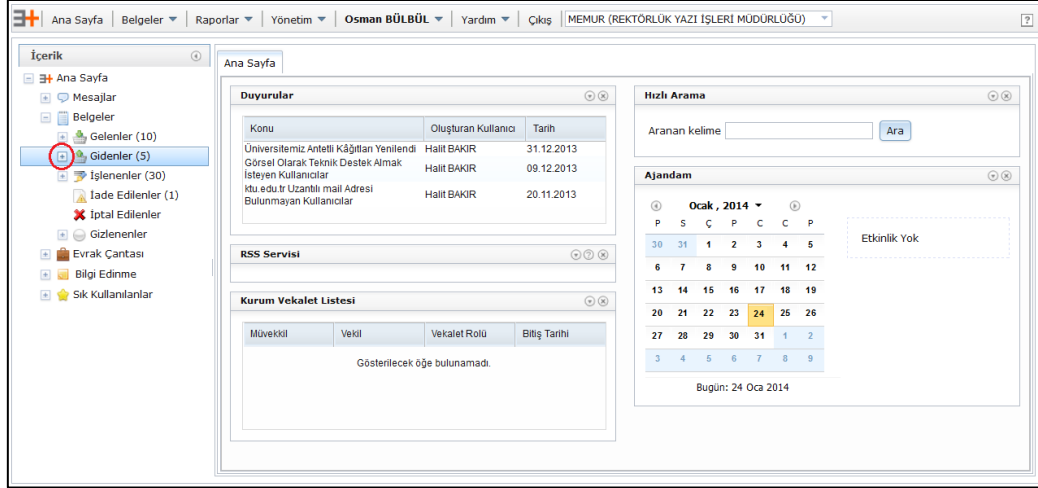 Ana Sayfa Belgeler Raporlar Yönetim Osman BÜLBÜL Yardım Çıkış MEMUR (REKTÖRLÜK YAZI İŞLERİ MÜDÜRLÜĞÜ) ?
İçerik
Ana Sayfa
Mesajlar
Belgeler
Gelenler (10)
Gidenler (5)
İşlenenler (30)
İade Edilenler (1)
İptal Edilenler
Gizlenenler
Evrak Çantası
Bilgi Edinme
Sık Kullanılanlar
Ana Sayfa
Duyurular
Konu Oluşturan Kullanıcı Tarih
Üniversitemiz Antetli Kâğıtları Yenilendi Halit BAKIR 31.12.2013
Görsel Olarak Teknik Destek Almak
İsteyen Kullanıcılar Halit BAKIR 09.12.2013
ktu.edu.tr Uzantılı mail Adresi
Bulunmayan Kullanıcılar Halit BAKIR 20.11.2013
RSS Servisi
Kurum Vekalet Listesi
Müvekkil Vekil Vekalet Rolü Bitiş Tarihi
Gösterilecek öğe bulunamadı.
Hızlı Arama
Aranan kelime Ara
Ajandam
Ocak , 2014
P S Ç P C C P
30 31 1 2 3 4 5
6 7 8 9 10 11 12
13 14 15 16 17 18 19
20 21 22 23 24 25 26
27 28 29 30 31 1 2
3 4 5 6 7 8 9
Bugün: 24 Oca 2014
Etkinlik Yok